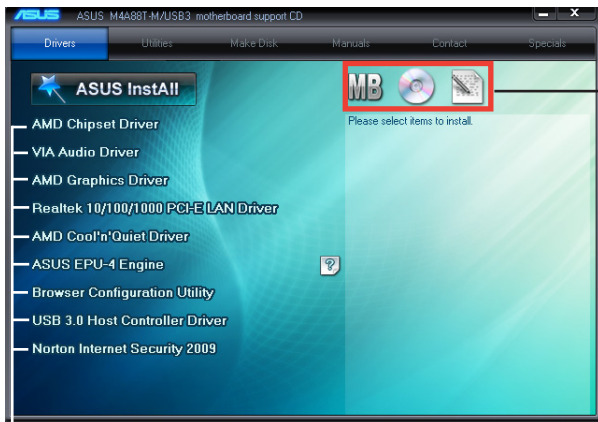 ASUS ASUS M4A88T-M/USB3 motherboard support CD
Drivers Utilities Make Disk Manuals Contact Specials
ASUS InstAll
MB
Please select items to install.
AMD Chipset Driver
VIA Audio Driver
AMD Graphics Driver
Realtek 10/100/1000 PCI-E LAN Driver
AMD Cool'n'Quiet Driver
ASUS EPU-4 Engine
?
Browser Configuration Utility
USB 3.0 Host Controller Driver
Norton Internet Security 2009